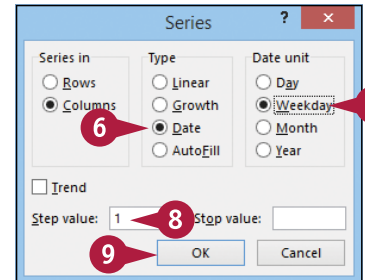 Series ? ×
Series in Type Date unit
Rows Linear Day
Columns Growth Weekday
6 Date Month
AutoFill Year
Trend
Step value: 1 8 Stop value:
9 OK Cancel